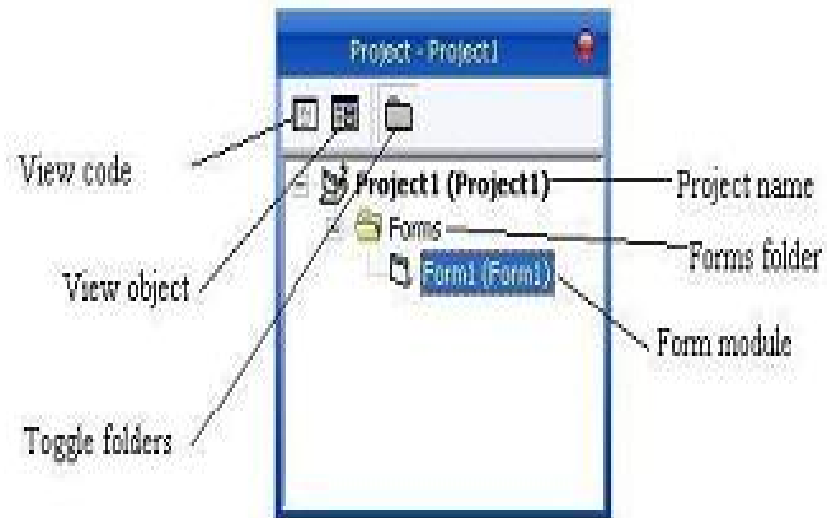 Project - Project1
View code
Project1 (Project1)
Project name
Forms
Forms folder
View object
Form1 (Form1)
Form module
Toggle folders